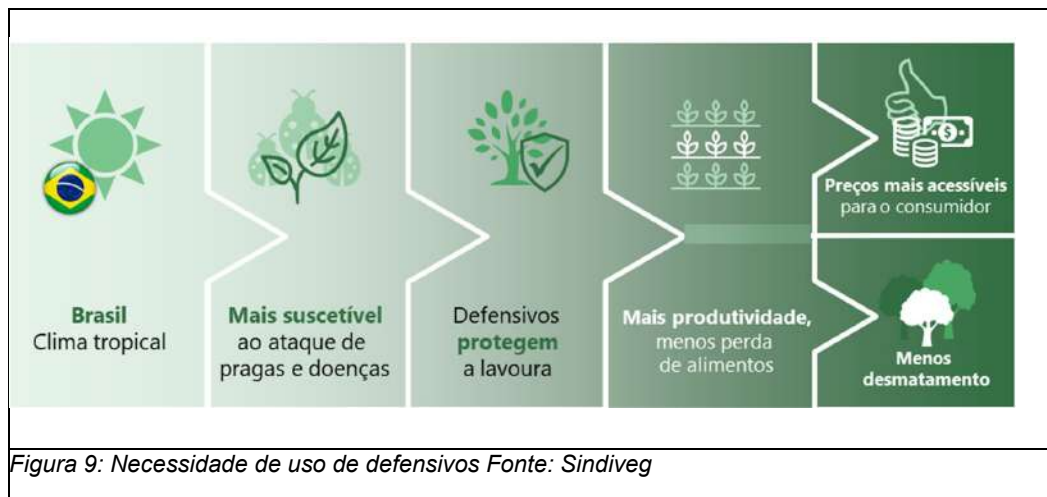 Brasil
Clima tropical
Mais suscetível
ao ataque de
pragas e doenças
Defensivos
protegem
a lavoura
Mais produtividade,
menos perda
de alimentos
$
Preços mais acessíveis
para o consumidor
Menos
desmatamento
Figura 9: Necessidade de uso de defensivos Fonte: Sindiveg